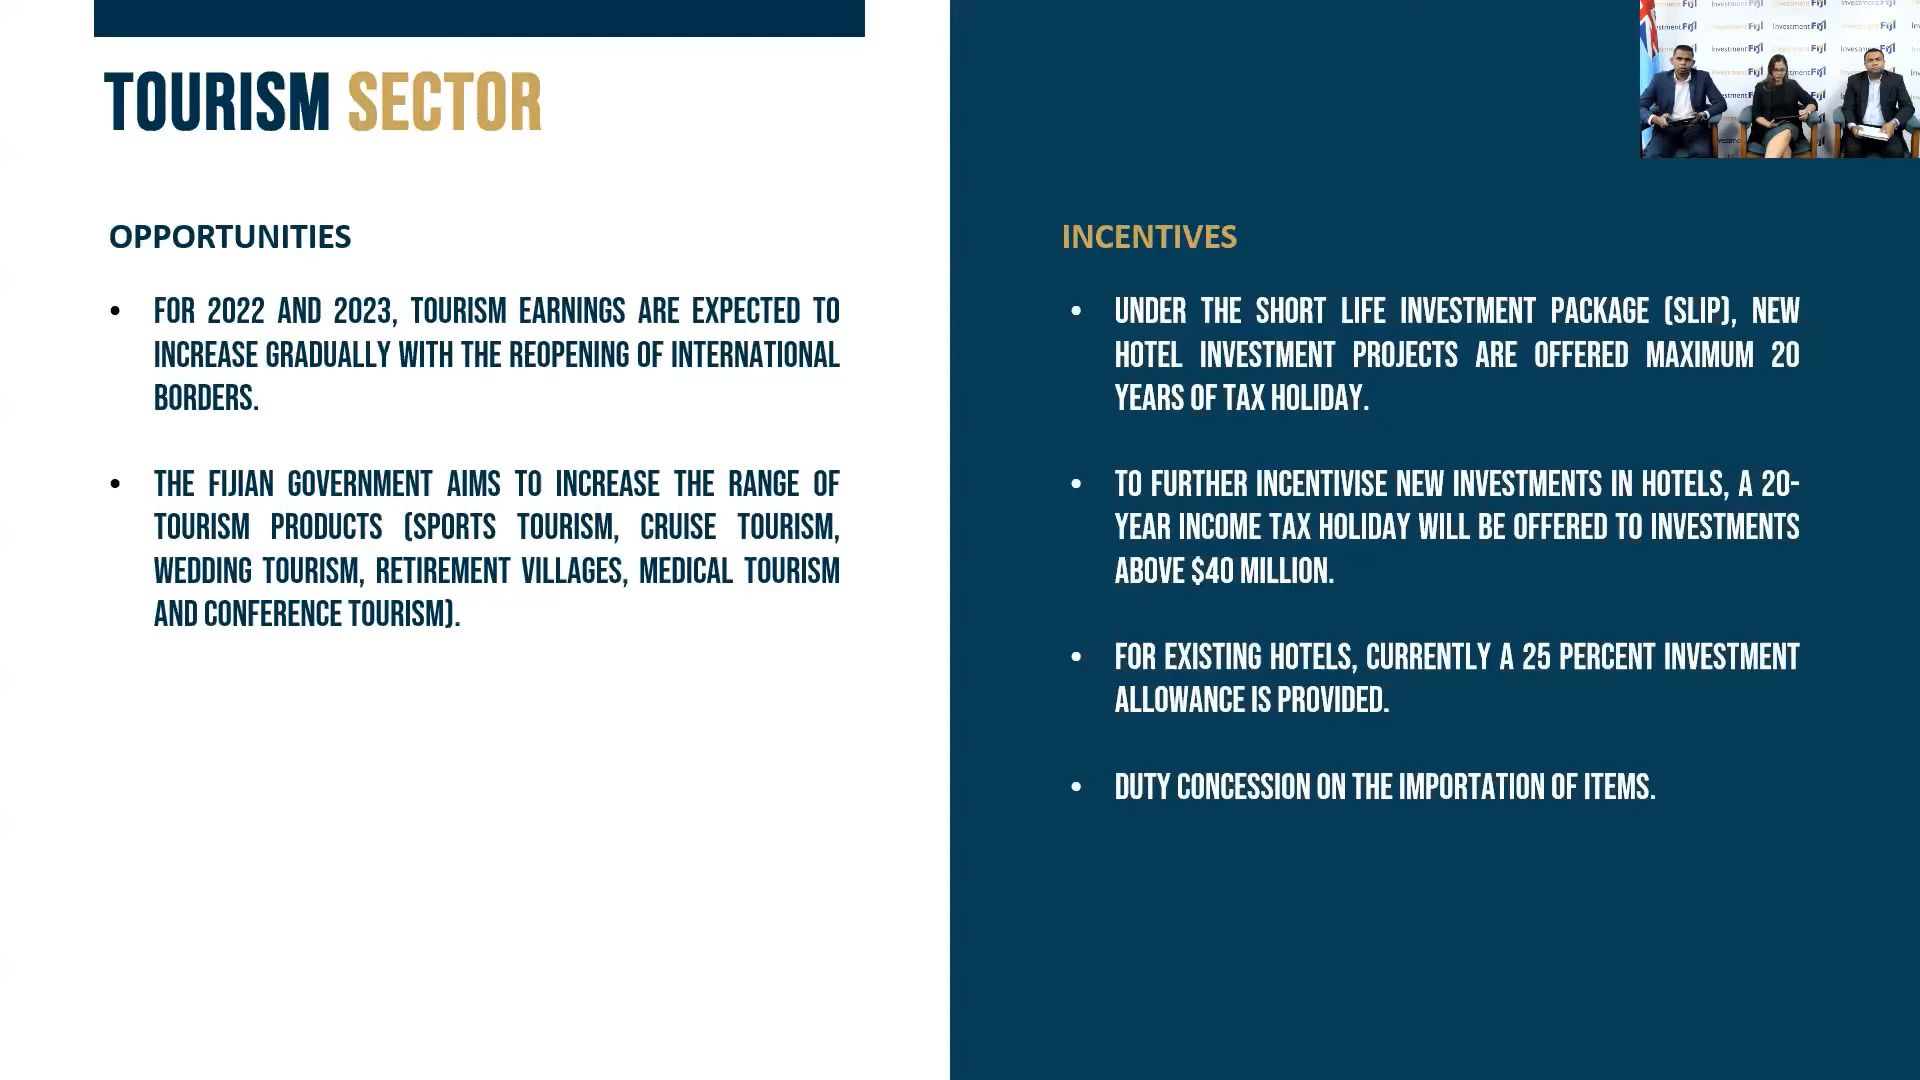 TOURISM SECTOR
OPPORTUNITIES
• FOR 2022 AND 2023, TOURISM EARNINGS ARE EXPECTED TO
INCREASE GRADUALLY WITH THE REOPENING OF INTERNATIONAL
BORDERS.
• THE FIJIAN GOVERNMENT AIMS TO INCREASE THE RANGE OF
TOURISM PRODUCTS (SPORTS TOURISM, CRUISE TOURISM,
WEDDING TOURISM, RETIREMENT VILLAGES, MEDICAL TOURISM
AND CONFERENCE TOURISM).
INCENTIVES
• UNDER THE SHORT LIFE INVESTMENT PACKAGE (SLIP), NEW
HOTEL INVESTMENT PROJECTS ARE OFFERED MAXIMUM 20
YEARS OF TAX HOLIDAY.
• TO FURTHER INCENTIVISE NEW INVESTMENTS IN HOTELS, A 20-
YEAR INCOME TAX HOLIDAY WILL BE OFFERED TO INVESTMENTS
ABOVE $40 MILLION.
• FOR EXISTING HOTELS, CURRENTLY A 25 PERCENT INVESTMENT
ALLOWANCE IS PROVIDED.
• DUTY CONCESSION ON THE IMPORTATION OF ITEMS.
Investment Fiji